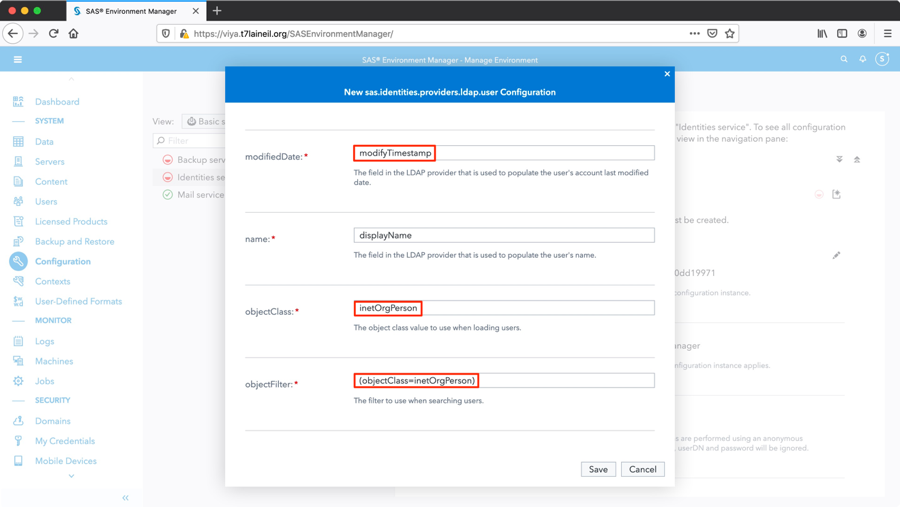 SAS® Environment Manager
https://viya.t7laineil.org/SASEnvironmentManager/
SAS® Environment Manager - Manage Environment
S
Dashboard
SYSTEM
Data
Servers
Content
Users
Licensed Products
Backup and Restore
Configuration
Contexts
User-Defined Formats
MONITOR
Logs
Machines
Jobs
SECURITY
Domains
My Credentials
Mobile Devices
View:
Basic s
Filter
Backup serv
Identities se
Mail service
New sas.identities.providers.ldap.user Configuration
modifiedDate:*
modifyTimestamp
The field in the LDAP provider that is used to populate the user's account last modified
date.
name:*
displayName
The field in the LDAP provider that is used to populate the user's name.
objectClass:*
inetOrgPerson
The object class value to use when loading users.
objectFilter:*
(objectClass=inetOrgPerson)
The filter to use when searching users.
Save
Cancel
"Identities service". To see all configuration
view in the navigation pane:
st be created.
0dd19971
configuration instance.
anager
nfiguration instance applies.
s are performed using an anonymous
, userDN and password will be ignored.